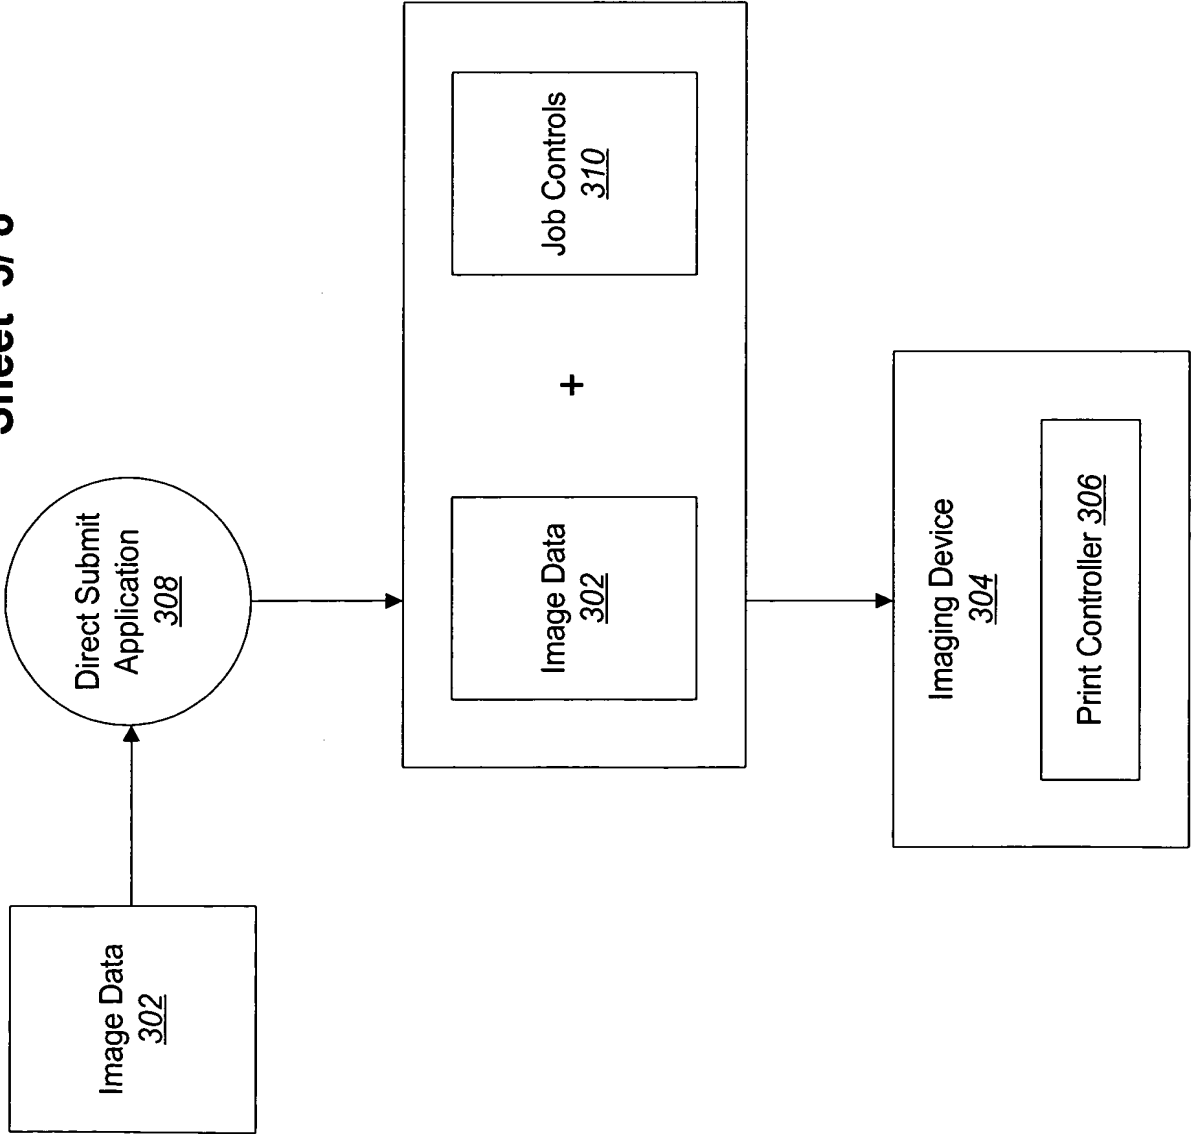 Sheet
Image Data
302
Direct Submit
Application
308
Image Data
302
+
Job Controls
310
Imaging Device
304
Print Controller 306